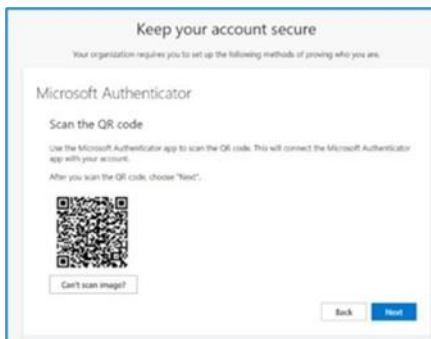 Keep your account secure
Your organization requires you to set up the following methods of proving who you are.
Microsoft Authenticator
Scan the QR code
Use the Microsoft Authenticator app to scan the QR code. This will connect the Microsoft Authenticator
app with your account.
After you scan the QR code, choose "Next".
Can't scan image?
Back
Next